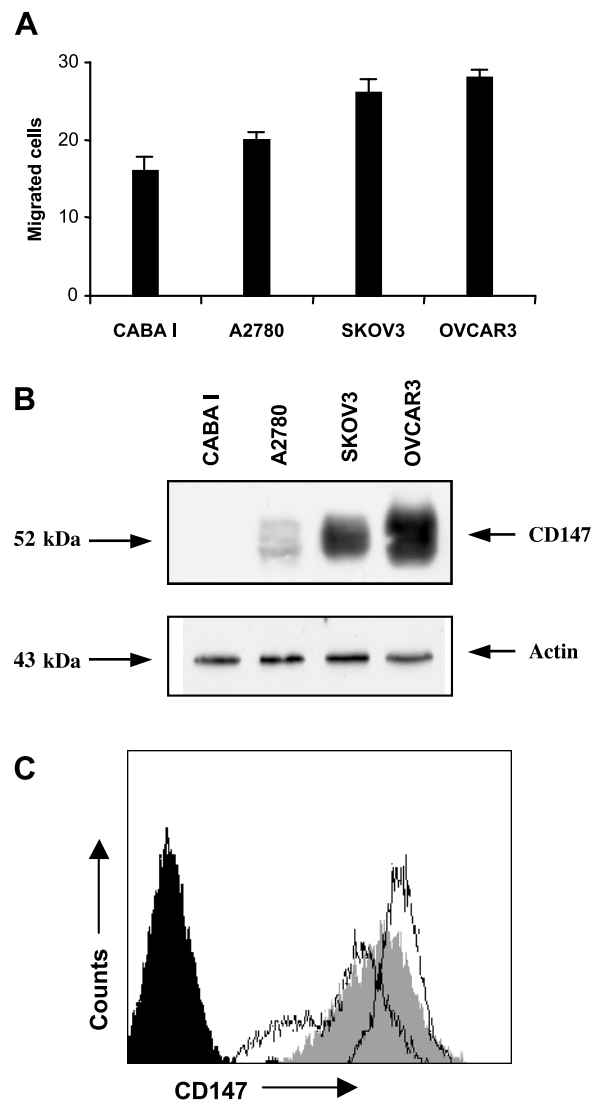 A
30
20
10
0
Migrated cells
CABA I A2780 SKOV3 OVCAR3
B
CABA I A2780 SKOV3 OVCAR3
52 kDa
CD147
43 kDa
Actin
C
Counts
CD147